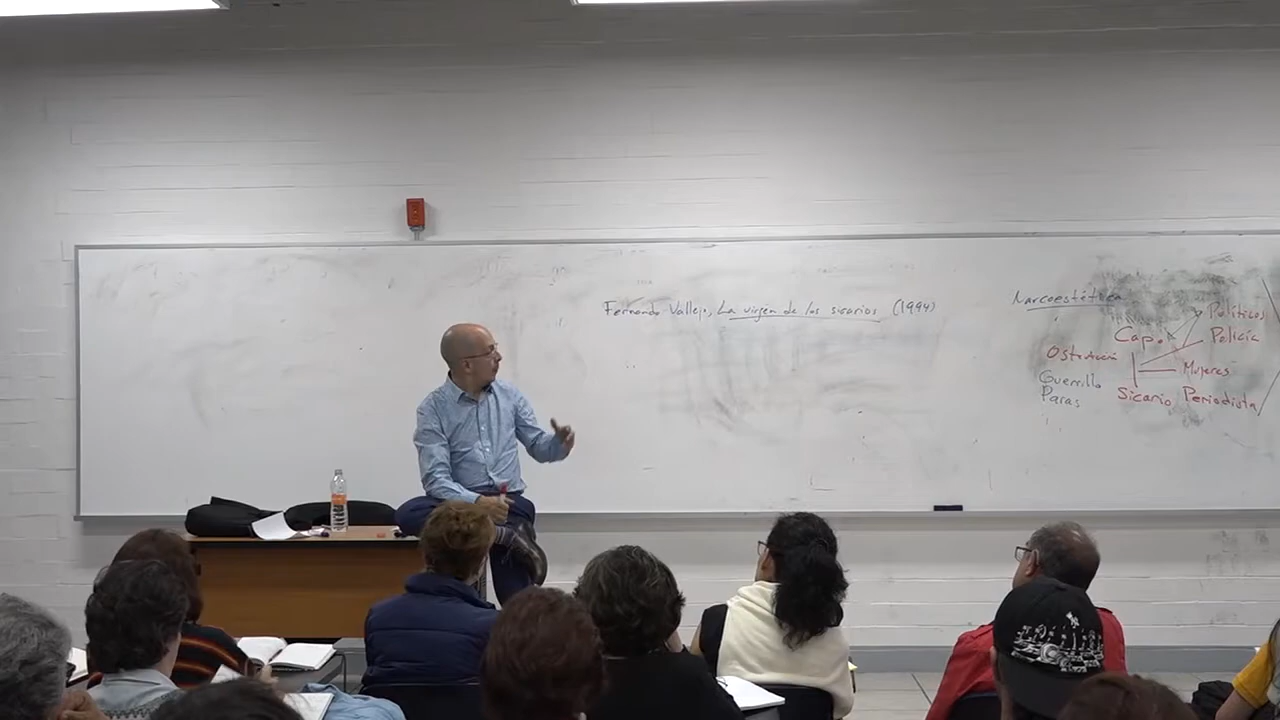 Fernando Vallejo, La virgen de los sicarios (1994)
Narcoestética
Políticos
Capo Policía
Ostentación Mujeres
Guerrilla
Sicario Periodista
Paras